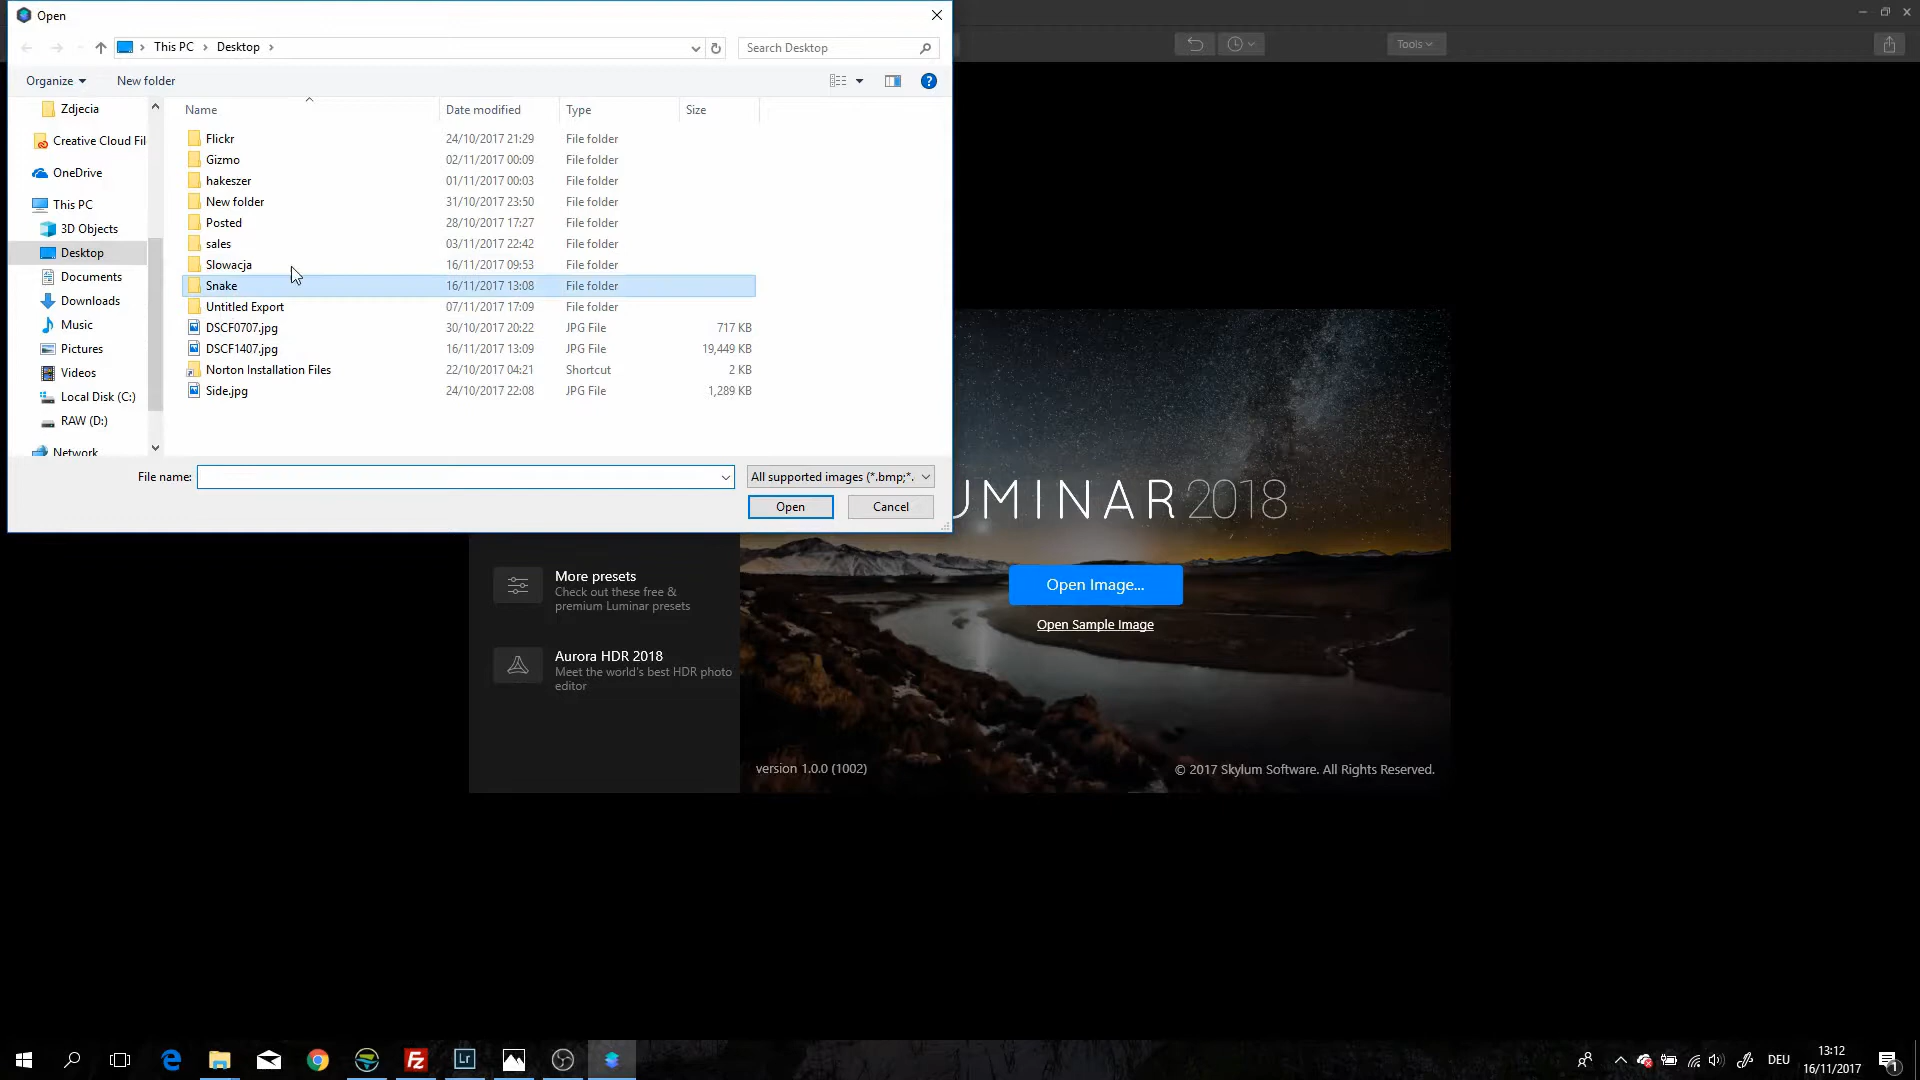 Open
This PC
Desktop
Search Desktop
Tools
Organize
New folder
Name
Date modified
Type
Size
Zdjecia
Creative Cloud Fil
OneDrive
This PC
3D Objects
Desktop
Documents
Downloads
Music
Pictures
Videos
Local Disk (C:)
RAW (D:)
Network
Flickr 24/10/2017 21:29 File folder
Gizmo 02/11/2017 00:09 File folder
hakeszer 01/11/2017 00:03 File folder
New folder 31/10/2017 23:50 File folder
Posted 28/10/2017 17:27 File folder
sales 03/11/2017 22:42 File folder
Slowacja 16/11/2017 09:53 File folder
Snake 16/11/2017 13:08 File folder
Untitled Export 07/11/2017 17:09 File folder
DSCF0707.jpg 30/10/2017 20:22 JPG File 717 KB
DSCF1407.jpg 16/11/2017 13:09 JPG File 19,449 KB
Norton Installation Files 22/10/2017 04:21 Shortcut 2 KB
Side.jpg 24/10/2017 22:08 JPG File 1,289 KB
File name:
All supported images (*.bmp;*.
Open
Cancel
UMINAR 2018
Open Image...
Open Sample Image
More presets
Check out these free &
premium Luminar presets
Aurora HDR 2018
Meet the world's best HDR photo
editor
version 1.0.0 (1002)
© 2017 Skylum Software. All Rights Reserved.
Fz
Lr
DEU
13:12
16/11/2017
1